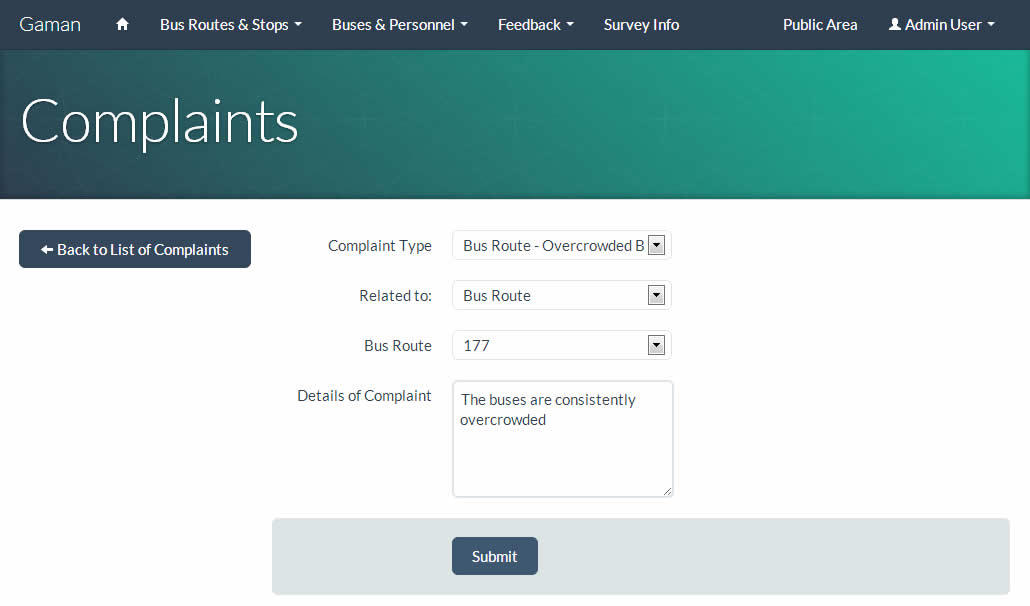 Gaman Bus Routes & Stops Buses & Personnel Feedback Survey Info Public Area Admin User
Complaints
Back to List of Complaints
Complaint Type Bus Route - Overcrowded B
Related to: Bus Route
Bus Route 177
Details of Complaint The buses are consistently
overcrowded
Submit